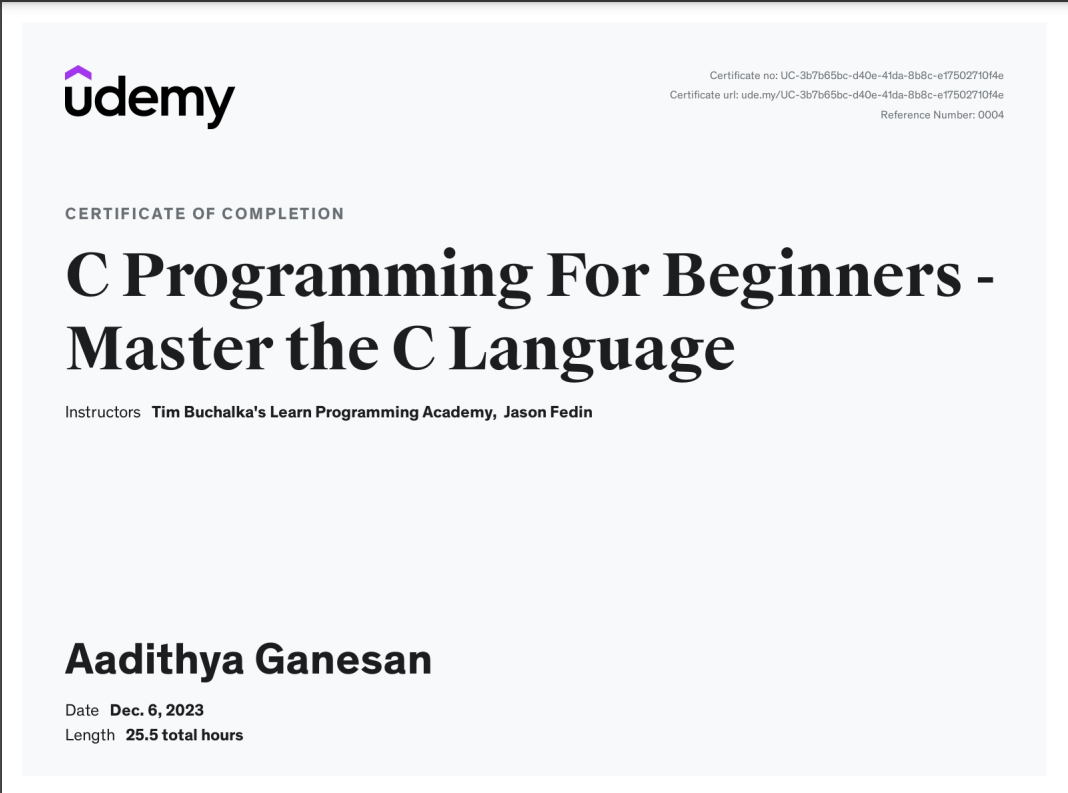 udemy
Certificate no: UC-3b7b65bc-d40e-41da-8b8c-e17502710f4e
Certificate url: ude.my/UC-3b7b65bc-d40e-41da-8b8c-e17502710f4e
Reference Number: 0004
CERTIFICATE OF COMPLETION
C Programming For Beginners -
Master the C Language
Instructors Tim Buchalka's Learn Programming Academy, Jason Fedin
Aadithya Ganesan
Date Dec. 6, 2023
Length 25.5 total hours